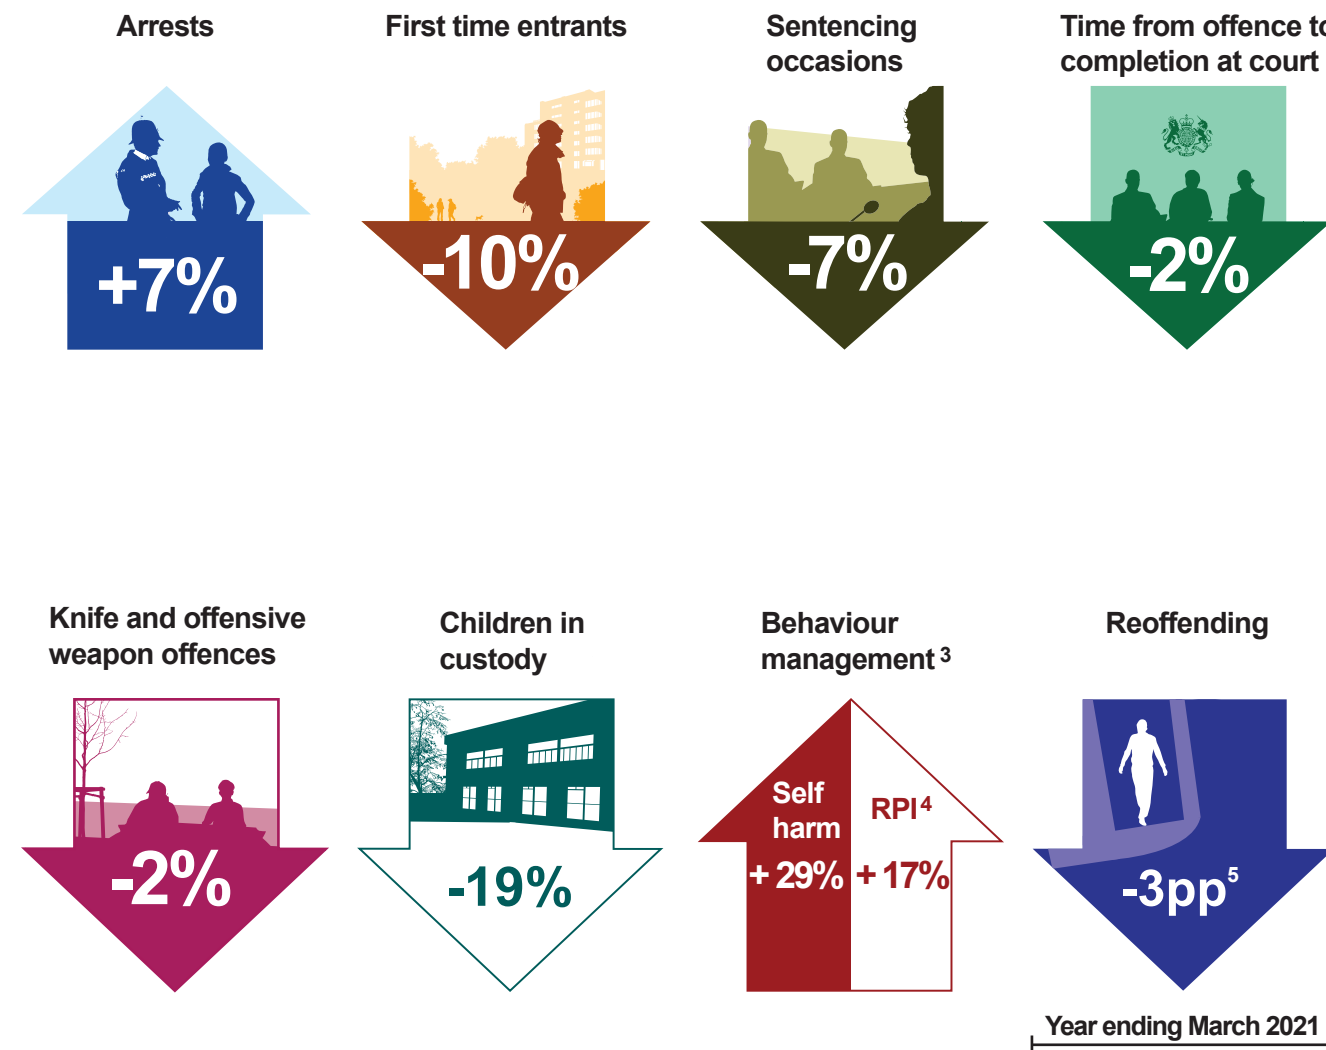 Arrests
First time entrants
Sentencing
occasions
Time from offence to
completion at court
+7%
-10%
-7%
-2%
Knife and offensive
weapon offences
Children in
custody
Behaviour
management 3
Reoffending
-2%
-19%
Self
harm
+ 29%
RPI 4
+ 17%
-3pp5
Year ending March 2021